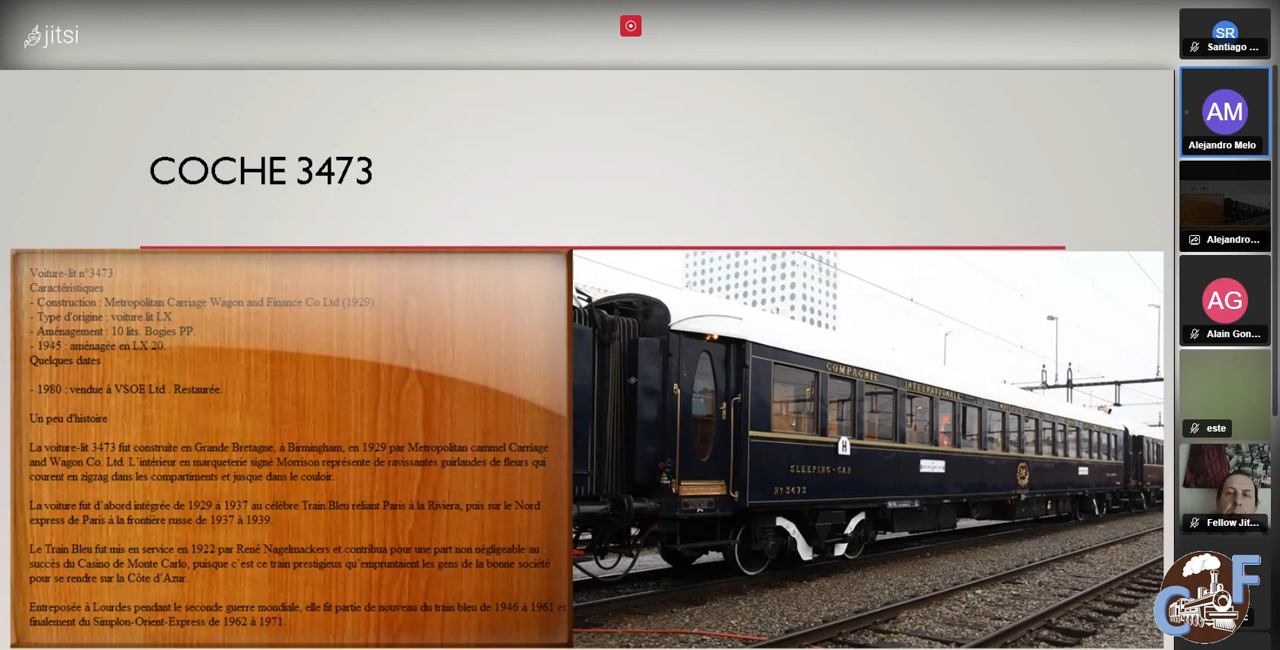 jitsi
COCHE 3473
Voiture-lit n°3473
Caractéristiques
- Construction : Metropolitan Carriage Wagon and Finance Co Ltd (1929).
- Type d'origine : voiture lit LX
- Aménagement : 10 lits. Bogies PP.
- 1945 : aménagée en LX 20.
Quelques dates
- 1980 : vendue à VSOE Ltd . Restaurée.
Un peu d'histoire
La voiture-lit 3473 fut construite en Grande Bretagne, à Birmingham, en 1929 par Metropolitan cammel Carriage
and Wagon Co. Ltd. L'intérieur en marqueterie signé Morrison représente de ravissantes guirlandes de fleurs qui
courent en zigzag dans les compartiments et jusque dans le couloir.
La voiture fut d'abord intégrée de 1929 à 1937 au célèbre Train Bleu reliant Paris à la Riviera, puis sur le Nord
express de Paris à la frontière russe de 1937 à 1939.
Le Train Bleu fut mis en service en 1922 par René Nagelmackers et contribua pour une part non négligeable au
succès du Casino de Monte Carlo, puisque c'est ce train prestigieux qu'empruntaient les gens de la bonne société
pour se rendre sur la Côte d'Azur.
Entreposée à Lourdes pendant le seconde guerre mondiale, elle fit partie de nouveau du train bleu de 1946 à 1961 et
finalement du Simplon-Orient-Express de 1962 à 1971.
COMPAGNIE INTERNATIONALE
H
SLEEPING-CAR
No 3473
SR
Santiago ...
AM
Alejandro Melo
Alejandro...
AG
Alain Gon...
este
Fellow Jit...
C F